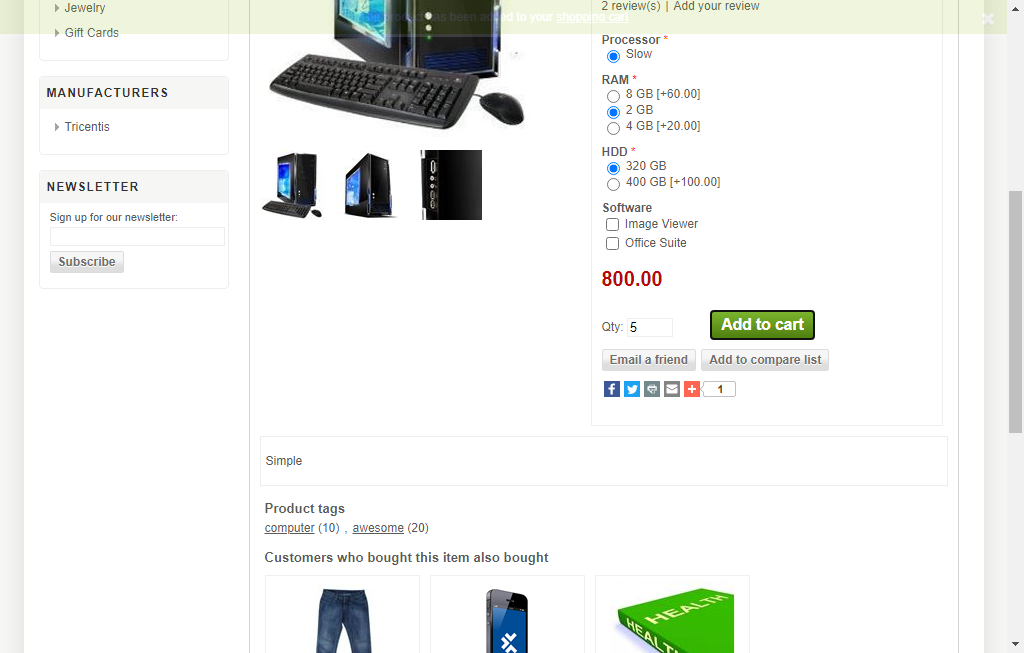 product has been added to your shopping cart
Jewelry
Gift Cards
MANUFACTURERS
Tricentis
NEWSLETTER
Sign up for our newsletter:
Subscribe
2 review(s) | Add your review
Processor *
Slow
RAM *
8 GB [+60.00]
2 GB
4 GB [+20.00]
HDD *
320 GB
400 GB [+100.00]
Software
Image Viewer
Office Suite
800.00
Qty: 5 Add to cart
Email a friend Add to compare list
1
Simple
Product tags
computer (10) , awesome (20)
Customers who bought this item also bought
HEALTH
HEALTH